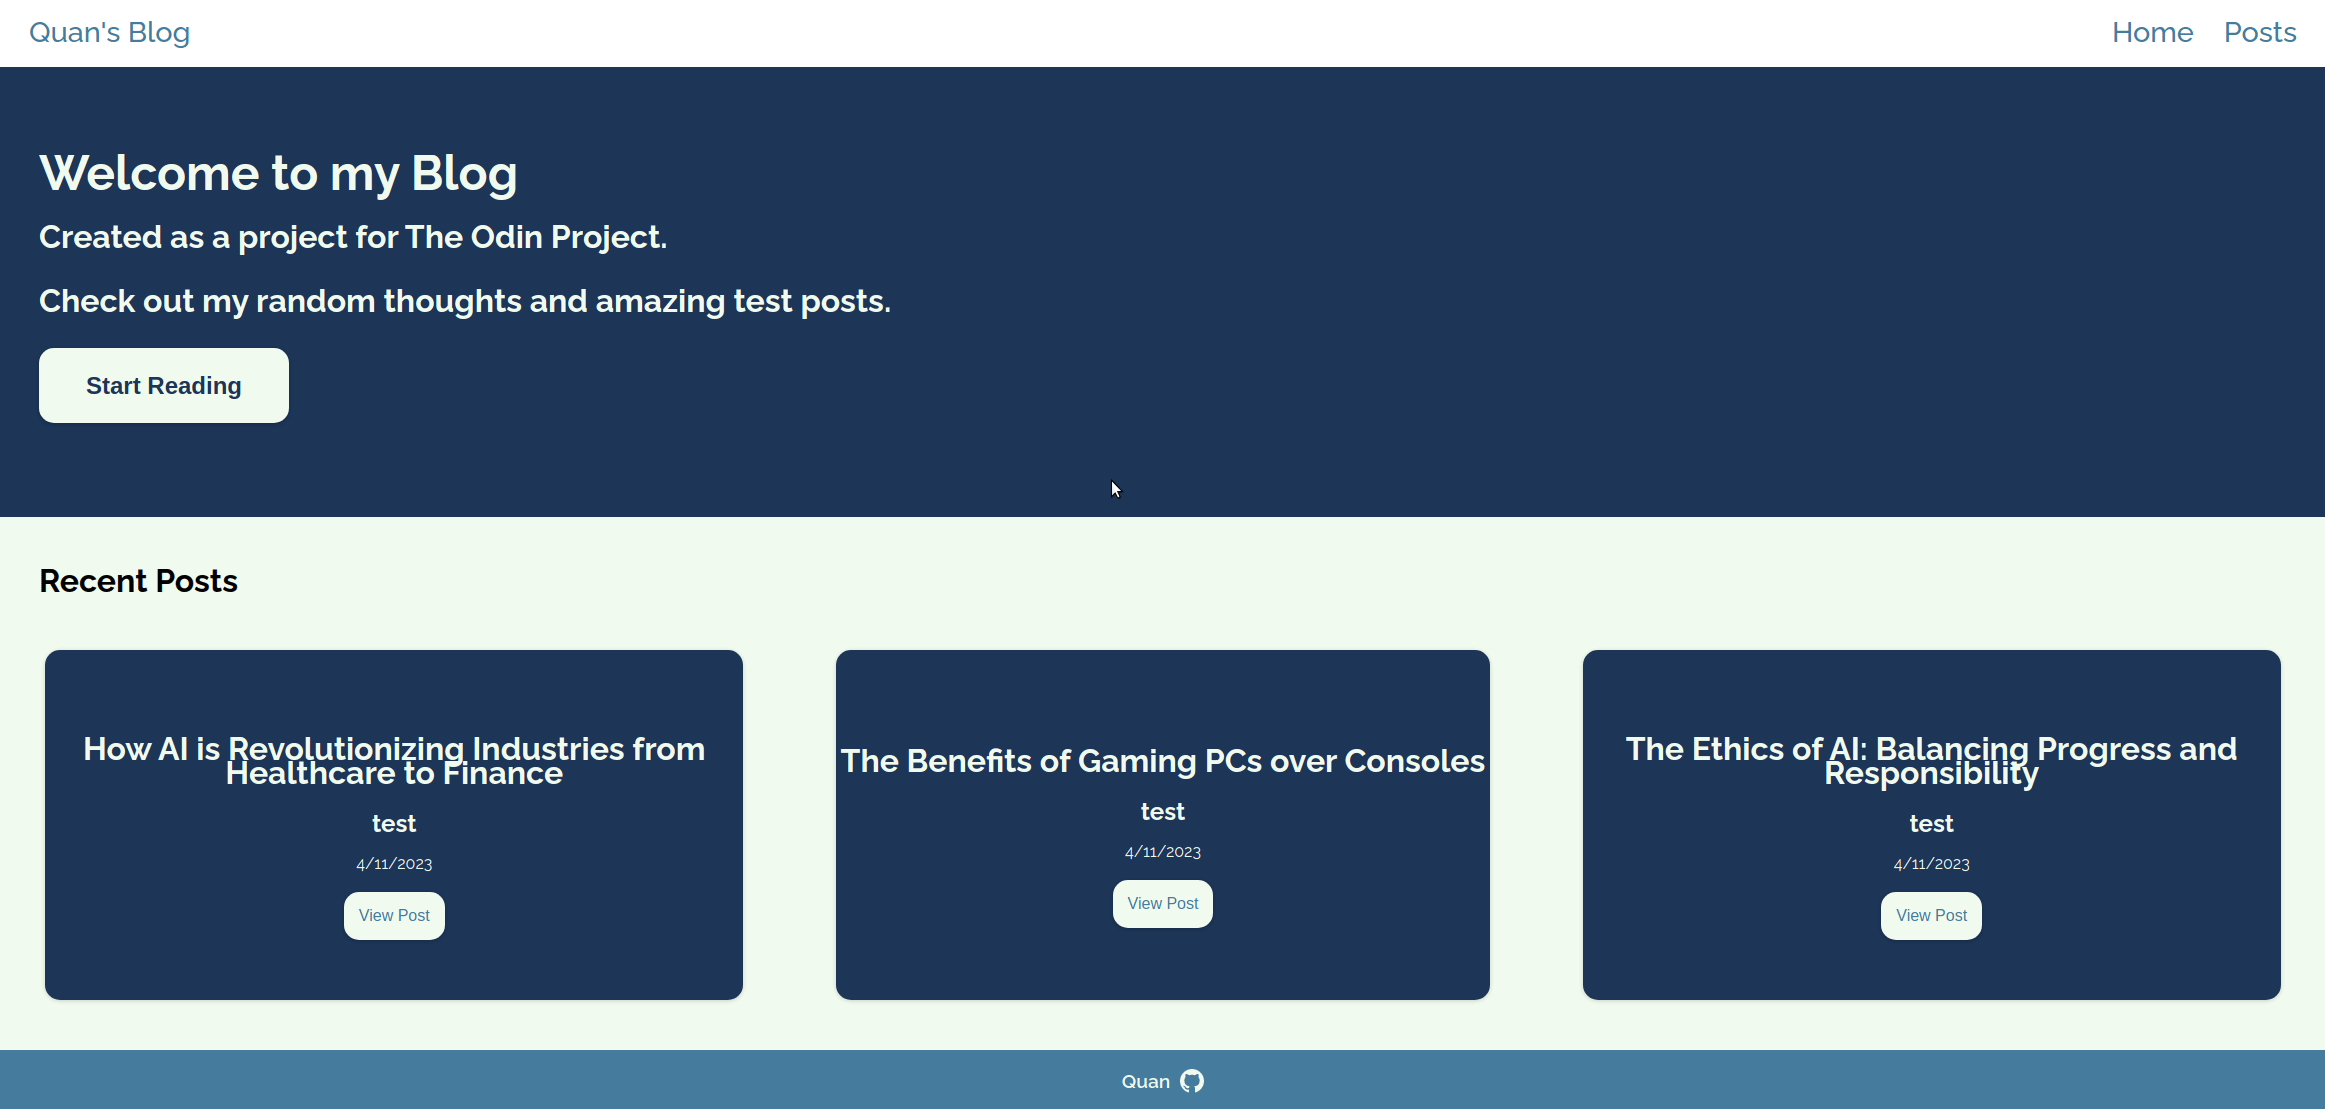 Quan's Blog
Home
Posts
Welcome to my Blog
Created as a project for The Odin Project.
Check out my random thoughts and amazing test posts.
Start Reading
Recent Posts
How AI is Revolutionizing Industries from
Healthcare to Finance
test
4/11/2023
View Post
The Benefits of Gaming PCs over Consoles
test
4/11/2023
View Post
The Ethics of AI: Balancing Progress and
Responsibility
test
4/11/2023
View Post
Quan